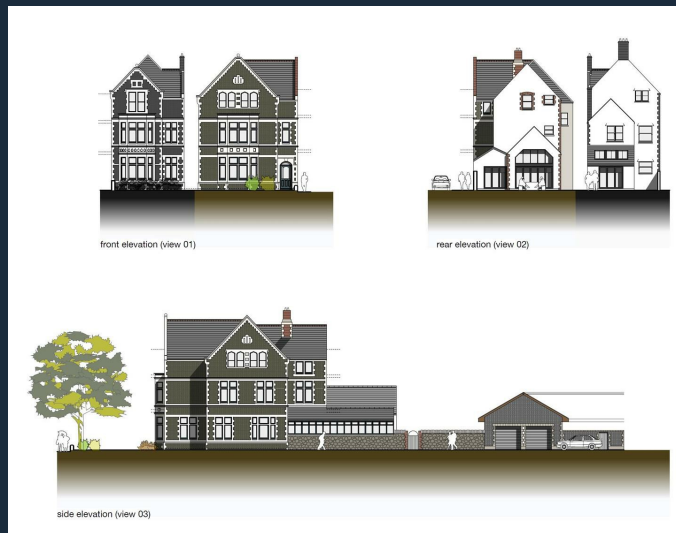 front elevation (view 01)
rear elevation (view 02)
side elevation (view 03)